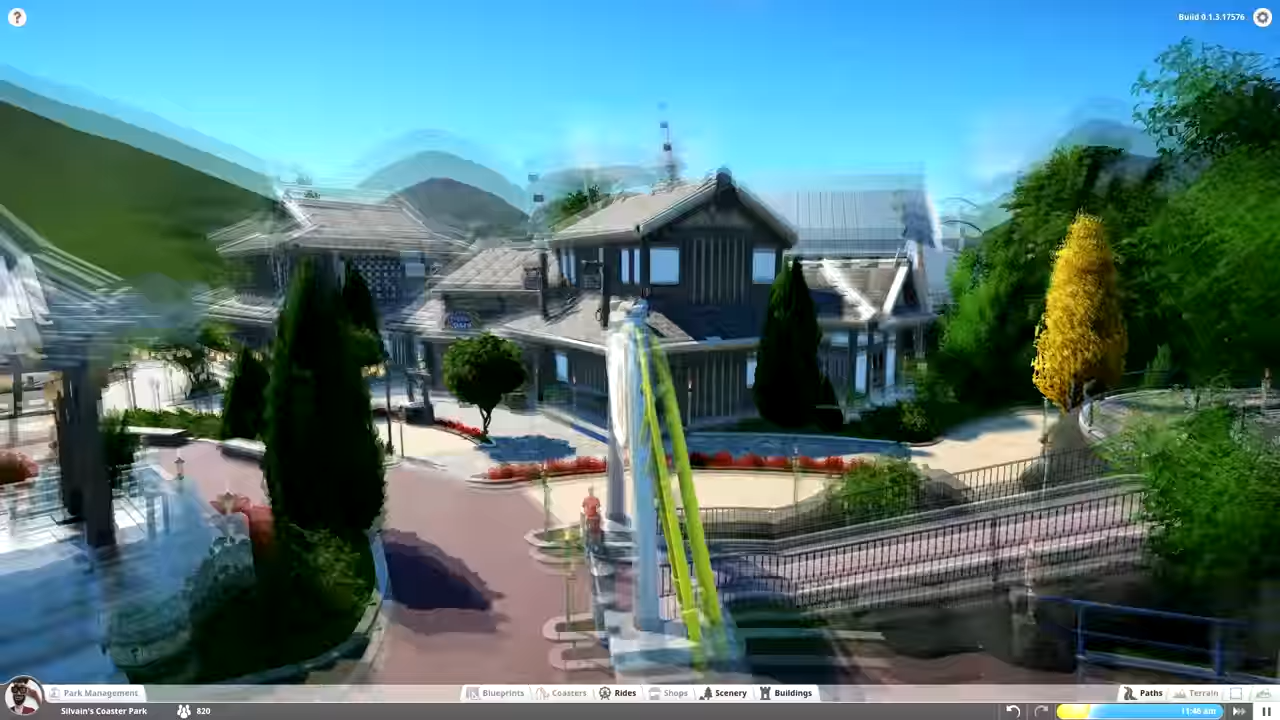 ?
Build 0.1.3.17576
Park Management
Blueprints
Coasters
Rides
Shops
Scenery
Buildings
Paths
Terrain
Silvain's Coaster Park
820
11:46 am